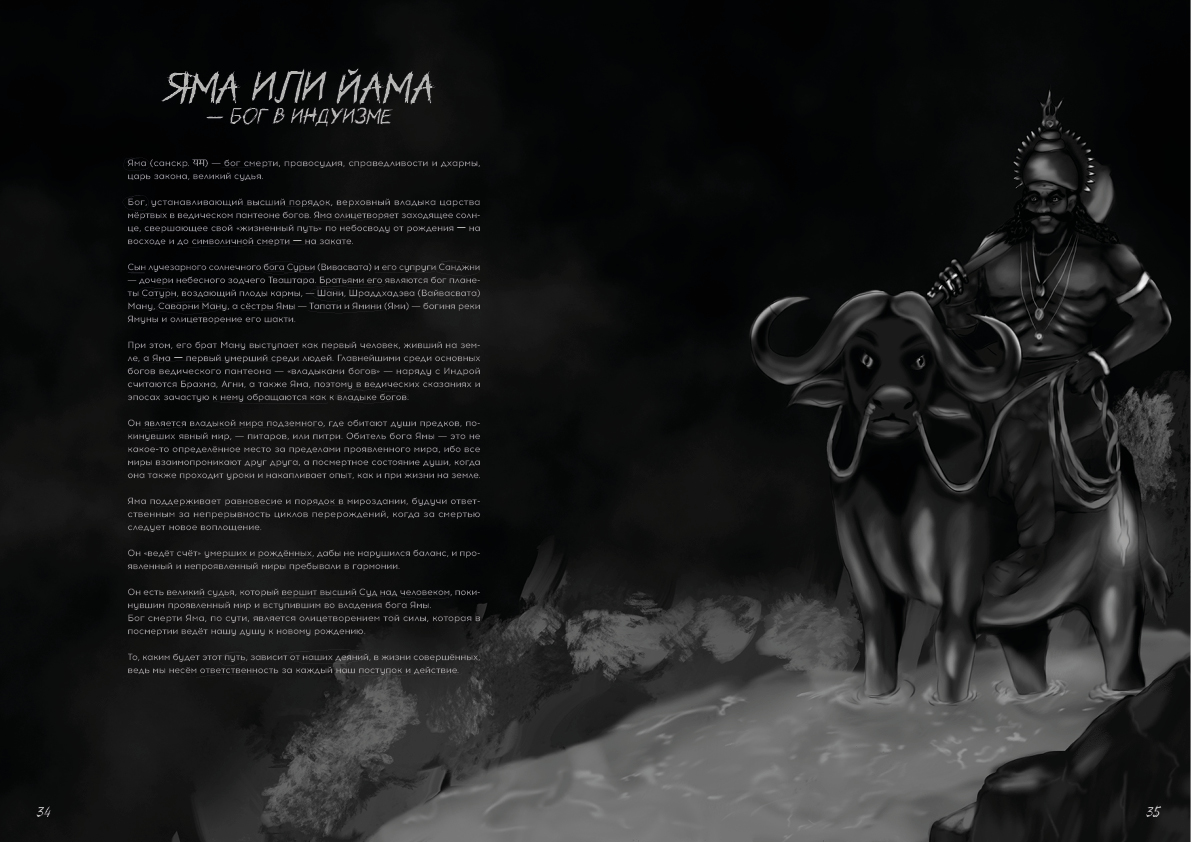 ЯМА ИЛИ ЙАМА
— БОГ В ИНДУИЗМЕ
Яма (санскр. यम) — бог смерти, правосудия, справедливости и дхармы,
царь закона, великий судья.
Бог, устанавливающий высший порядок, верховный владыка царства
мёртвых в ведическом пантеоне богов. Яма олицетворяет заходящее солн-
це, свершающее свой «жизненный путь» по небосводу от рождения — на
восходе и до символичной смерти — на закате.
Сын лучезарного солнечного бога Сурьи (Вивасвата) и его супруги Санджни
— дочери небесного зодчего Тваштара. Братьями его являются бог плане-
ты Сатурн, воздающий плоды кармы, — Шани, Шраддхадэва (Вайвасвата)
Ману, Саварни Ману, а сёстры Ямы — Тапати и Ямини (Ями) — богиня реки
Ямуны и олицетворение его шакти.
При этом, его брат Ману выступает как первый человек, живший на зем-
ле, а Яма — первый умерший среди людей. Главнейшими среди основных
богов ведического пантеона — «владыками богов» — наряду с Индрой
считаются Брахма, Агни, а также Яма, поэтому в ведических сказаниях и
эпосах зачастую к нему обращаются как к владыке богов.
Он является владыкой мира подземного, где обитают души предков, по-
кинувших явный мир, — питаров, или питри. Обитель бога Ямы — это не
какое-то определённое место за пределами проявленного мира, ибо все
миры взаимопроникают друг друга, а посмертное состояние души, когда
она также проходит уроки и накапливает опыт, как и при жизни на земле.
Яма поддерживает равновесие и порядок в мироздании, будучи ответ-
ственным за непрерывность циклов перерождений, когда за смертью
следует новое воплощение.
Он «ведёт счёт» умерших и рождённых, дабы не нарушился баланс, и про-
явленный и непроявленный миры пребывали в гармонии.
Он есть великий судья, который вершит высший Суд над человеком, поки-
нувшим проявленный мир и вступившим во владения бога Ямы.
Бог смерти Яма, по сути, является олицетворением той силы, которая в
посмертии ведёт нашу душу к новому рождению.
То, каким будет этот путь, зависит от наших деяний, в жизни совершённых,
ведь мы несём ответственность за каждый наш поступок и действие.
34
35